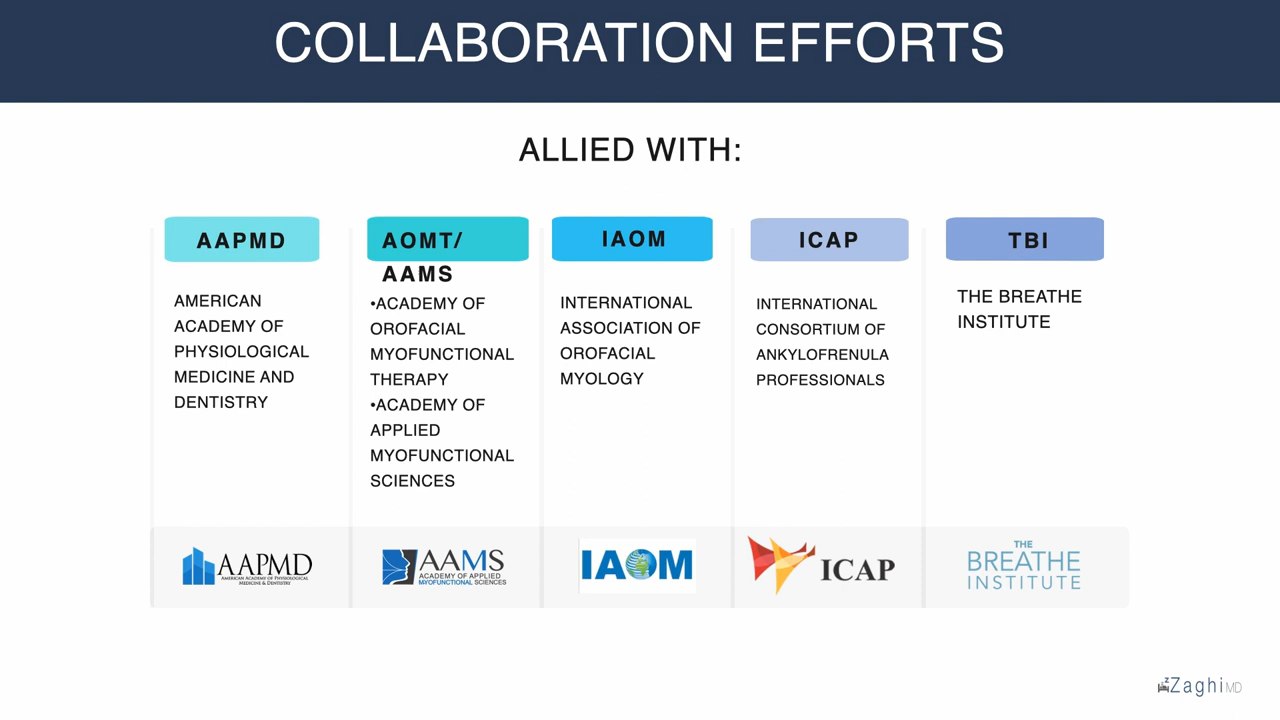 COLLABORATION EFFORTS
ALLIED WITH:
AAPMD
AMERICAN
ACADEMY OF
PHYSIOLOGICAL
MEDICINE AND
DENTISTRY
AOMT/
AAMS
•ACADEMY OF
OROFACIAL
MYOFUNCTIONAL
THERAPY
•ACADEMY OF
APPLIED
MYOFUNCTIONAL
SCIENCES
IAOM
INTERNATIONAL
ASSOCIATION OF
OROFACIAL
MYOLOGY
ICAP
INTERNATIONAL
CONSORTIUM OF
ANKYLOFRENULA
PROFESSIONALS
TBI
THE BREATHE
INSTITUTE
AAPMD
AMERICAN ACADEMY OF PHYSIOLOGICAL
MEDICINE & DENTISTRY
AAMS
ACADEMY OF APPLIED
MYOFUNCTIONAL SCIENCES
IAOM
ICAP
THE
BREATHE
INSTITUTE
Zaghi MD